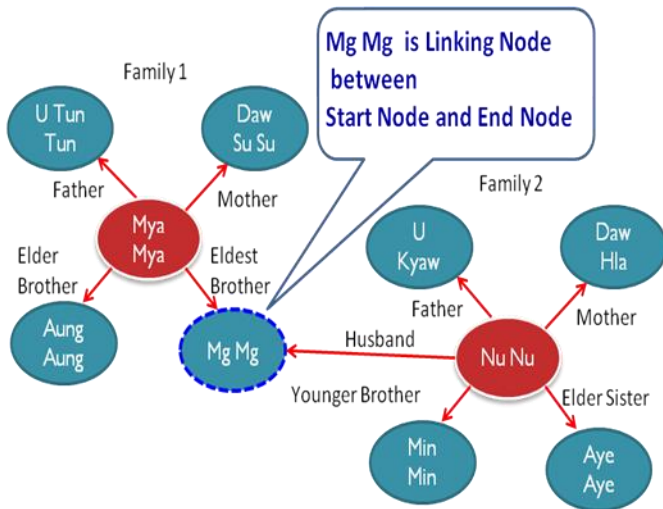 Mg Mg is Linking Node
between
Start Node and End Node
Family 1
U Tun
Tun
Daw
Su Su
Father
Mother
Mya
Mya
Elder
Brother
Eldest
Brother
Aung
Aung
Mg Mg
Family 2
U
Kyaw
Daw
Hla
Father
Mother
Husband
Nu Nu
Younger Brother
Elder Sister
Min
Min
Aye
Aye